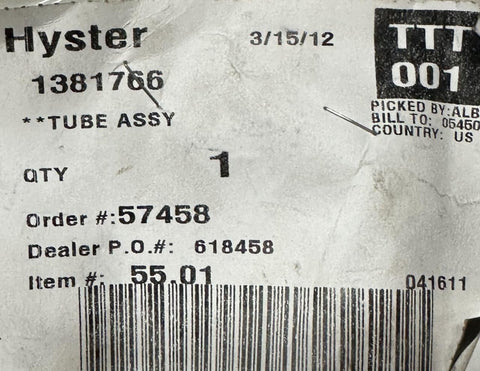 Hyster 3/15/12 TTT
001
1381766
PICKED BY:ALB
**TUBE ASSY
BILL TO: 05450
COUNTRY: US
QTY 1
Order #:57458
Dealer P.O.#: 618458
Item #: 55.01 041611